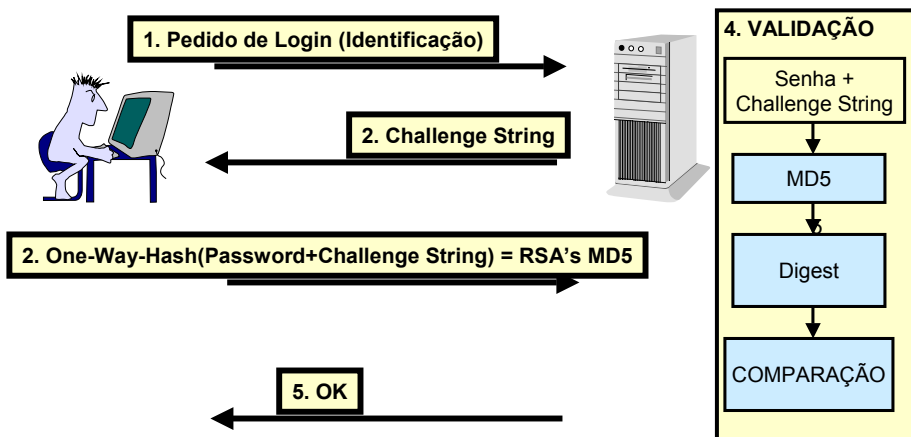 1. Pedido de Login (Identificação)
2. Challenge String
2. One-Way-Hash(Password+Challenge String) = RSA's MD5
5. OK
4. VALIDAÇÃO
Senha +
Challenge String
MD5
Digest
COMPARAÇÃO